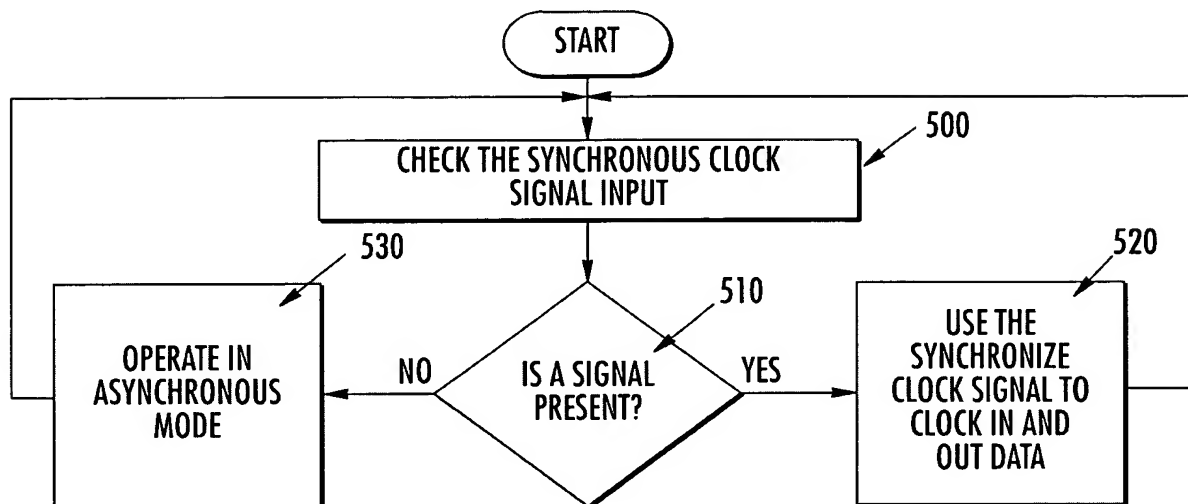 START
500
CHECK THE SYNCHRONOUS CLOCK
SIGNAL INPUT
530
510
520
OPERATE IN
ASYNCHRONOUS
MODE
NO
IS A SIGNAL
PRESENT?
YES
USE THE
SYNCHRONIZE
CLOCK SIGNAL TO
CLOCK IN AND
OUT DATA